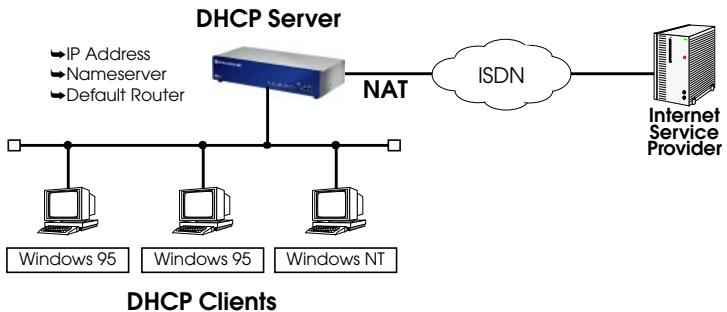 DHCP Server
➥IP Address
➥Nameserver
➥Default Router
NAT
ISDN
Internet
Service
Provider
Windows 95
Windows 95
Windows NT
DHCP Clients